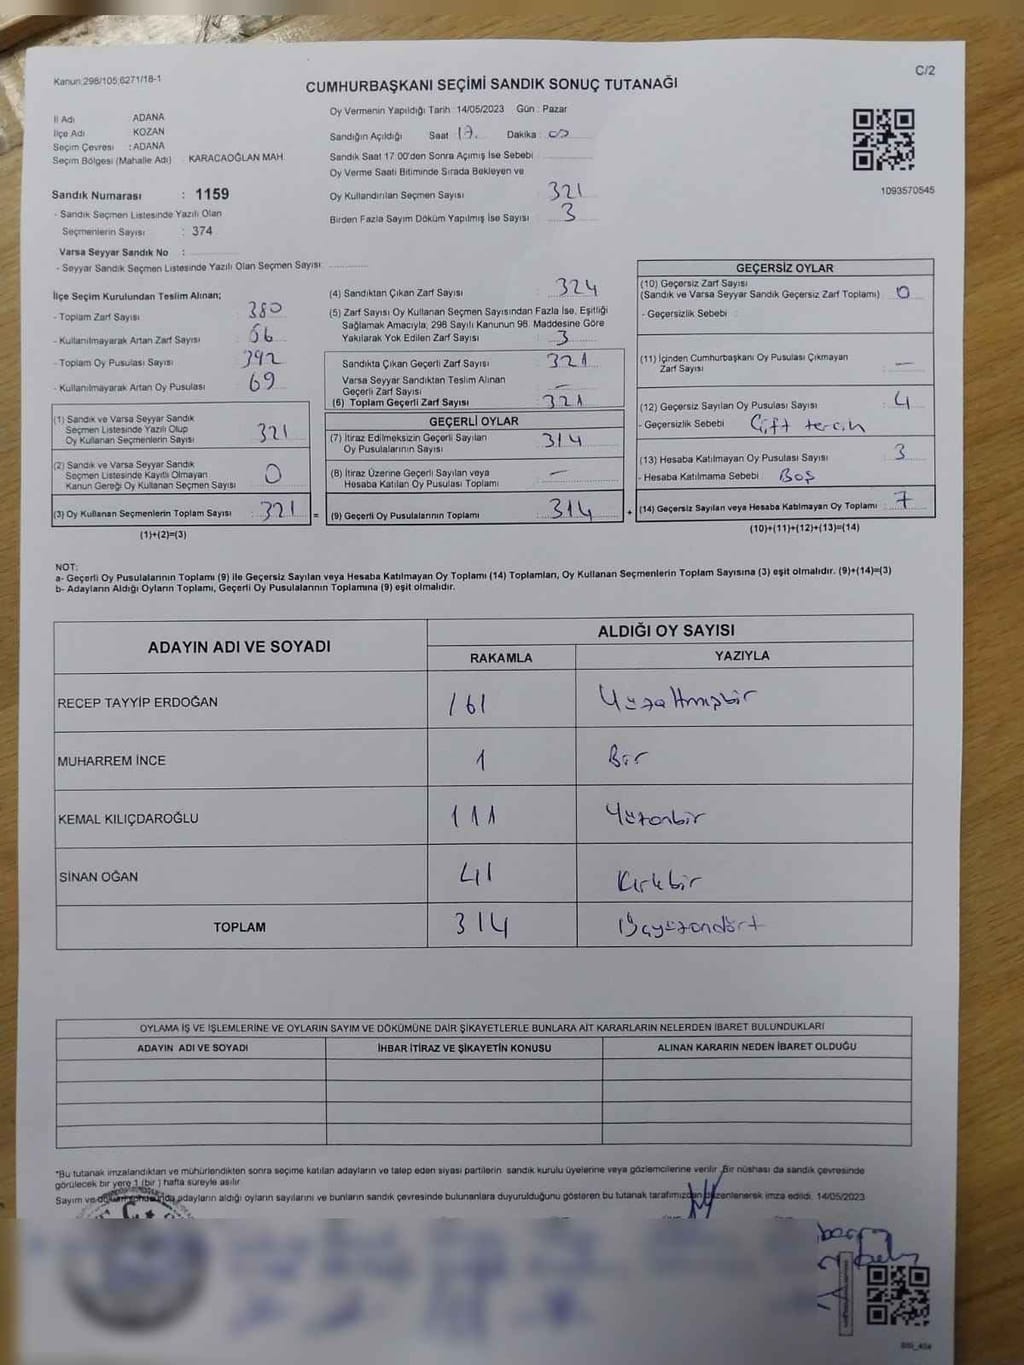 Kanun:298/105;6271/18-1
C/2
CUMHURBAŞKANI SEÇİMİ SANDIK SONUÇ TUTANAĞI
İl Adı ADANA
İlçe Adı KOZAN
Seçim Çevresi : ADANA
Seçim Bölgesi (Mahalle Adı) : KARACAOĞLAN MAH.
Sandık Numarası : 1159
- Sandık Seçmen Listesinde Yazılı Olan
Seçmenlerin Sayısı : 374
Varsa Seyyar Sandık No :
- Seyyar Sandık Seçmen Listesinde Yazılı Olan Seçmen Sayısı:
Oy Vermenin Yapıldığı Tarih :14/05/2023 Gün : Pazar
Sandığın Açıldığı Saat 17. Dakika : 00
Sandık Saat 17.00'den Sonra Açımış İse Sebebi
Oy Verme Saati Bitiminde Sırada Bekleyen ve
Oy Kullandırılan Seçmen Sayısı 321
Birden Fazla Sayım Döküm Yapılmış İse Sayısı 3
1093570545
İlçe Seçim Kurulundan Teslim Alınan;
- Toplam Zarf Sayısı 380
- Kullanılmayarak Artan Zarf Sayısı 56
- Toplam Oy Pusulası Sayısı 392
- Kullanılmayarak Artan Oy Pusulası 69
(1) Sandık ve Varsa Seyyar Sandık
Seçmen Listesinde Yazılı Olup
Oy Kullanan Seçmenlerin Sayısı 321
(2) Sandık ve Varsa Seyyar Sandık
Seçmen Listesinde Kayıtlı Olmayan
Kanun Gereği Oy Kullanan Seçmen Sayısı 0
(3) Oy Kullanan Seçmenlerin Toplam Sayısı : 321 =
(1)+(2)=(3)
(4) Sandıktan Çıkan Zarf Sayısı 324
(5) Zarf Sayısı Oy Kullanan Seçmen Sayısından Fazla İse, Eşitliği
Sağlamak Amacıyla; 298 Sayılı Kanunun 98. Maddesine Göre
Yakılarak Yok Edilen Zarf Sayısı 3
Sandıkta Çıkan Geçerli Zarf Sayısı 321
Varsa Seyyar Sandıktan Teslim Alınan
Geçerli Zarf Sayısı —
(6) Toplam Geçerli Zarf Sayısı : 321
GEÇERLİ OYLAR
(7) İtiraz Edilmeksizin Geçerli Sayılan
Oy Pusulalarının Sayısı 314
(8) İtiraz Üzerine Geçerli Sayılan veya
Hesaba Katılan Oy Pusulası Toplamı —
(9) Geçerli Oy Pusulalarının Toplamı : 314 +
GEÇERSİZ OYLAR
(10) Geçersiz Zarf Sayısı
(Sandık ve Varsa Seyyar Sandık Geçersiz Zarf Toplamı) 0
- Geçersizlik Sebebi :
(11) İçinden Cumhurbaşkanı Oy Pusulası Çıkmayan
Zarf Sayısı : —
(12) Geçersiz Sayılan Oy Pusulası Sayısı : 4
- Geçersizlik Sebebi : Çift tercih
(13) Hesaba Katılmayan Oy Pusulası Sayısı : 3
- Hesaba Katılmama Sebebi : Boş
(14) Geçersiz Sayılan veya Hesaba Katılmayan Oy Toplamı : 7
(10)+(11)+(12)+(13)=(14)
NOT:
a- Geçerli Oy Pusulalarının Toplamı (9) ile Geçersiz Sayılan veya Hesaba Katılmayan Oy Toplamı (14) Toplamları, Oy Kullanan Seçmenlerin Toplam Sayısına (3) eşit olmalıdır. (9)+(14)=(3)
b- Adayların Aldığı Oyların Toplamı, Geçerli Oy Pusulalarının Toplamına (9) eşit olmalıdır.
ADAYIN ADI VE SOYADI ALDIĞI OY SAYISI
RAKAMLA YAZIYLA
RECEP TAYYİP ERDOĞAN 161 Yüzaltmışbir
MUHARREM İNCE 1 Bir
KEMAL KILIÇDAROĞLU 111 Yüzonbir
SİNAN OĞAN 41 Kırkbir
TOPLAM 314 Üçyüzondört
OYLAMA İŞ VE İŞLEMLERİNE VE OYLARIN SAYIM VE DÖKÜMÜNE DAİR ŞİKAYETLERLE BUNLARA AİT KARARLARIN NELERDEN İBARET BULUNDUKLARI
ADAYIN ADI VE SOYADI İHBAR İTİRAZ VE ŞİKAYETİN KONUSU ALINAN KARARIN NEDEN İBARET OLDUĞU
*Bu tutanak imzalandıktan ve mühürlendikten sonra seçime katılan adayların ve talep eden siyasi partilerin sandık kurulu üyelerine veya gözlemcilerine verilir. Bir nüshası da sandık çevresinde
görülecek bir yere 1 (bir) hafta süreyle asılır.
Sayım ve döküm sonucunda adayların aldığı oyların sayılarını ve bunların sandık çevresinde bulunanlara duyurulduğunu gösteren bu tutanak tarafımızdan düzenlenerek imza edildi. 14/05/2023